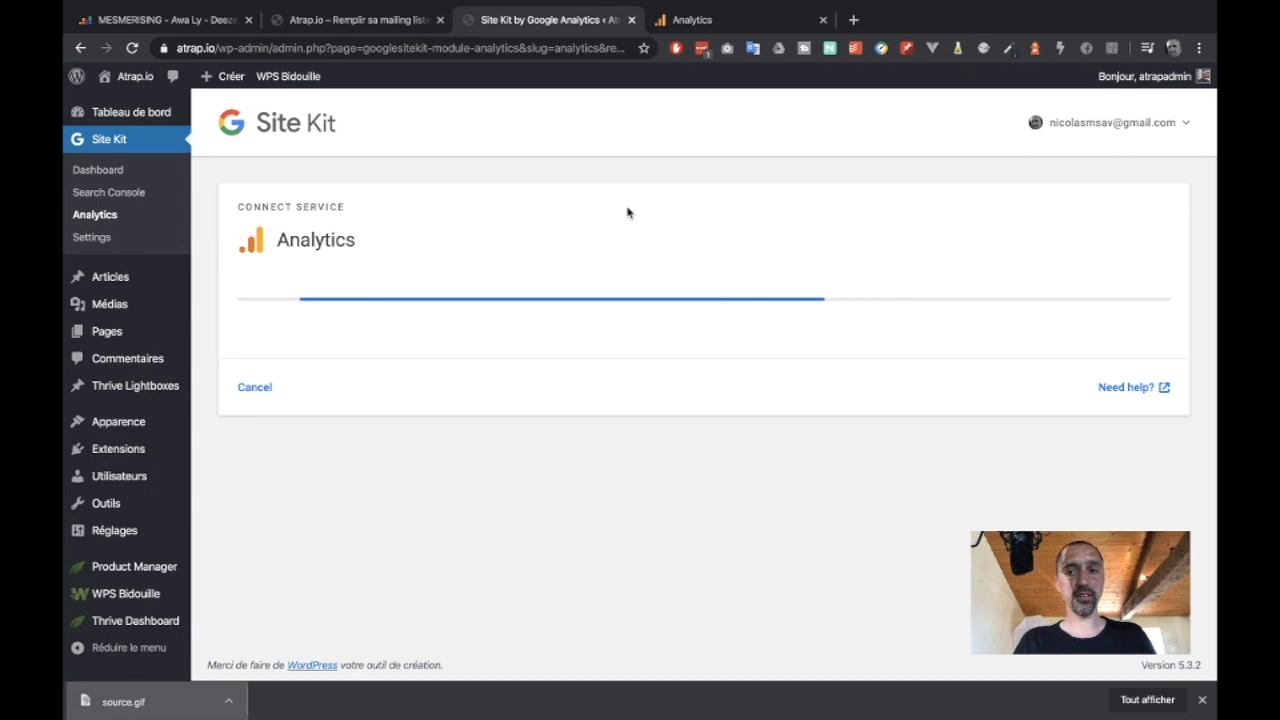 MESMERISING - Awa Ly - Deeze
Atrap.io – Remplir sa mailing liste
Site Kit by Google Analytics ‹ At
Analytics
atrap.io/wp-admin/admin.php?page=googlesitekit-module-analytics&slug=analytics&re...
Atrap.io
Créer
WPS Bidouille
Bonjour, atrapadmin
Tableau de bord
Site Kit
Dashboard
Search Console
Analytics
Settings
Articles
Médias
Pages
Commentaires
Thrive Lightboxes
Apparence
Extensions
Utilisateurs
Outils
Réglages
Product Manager
WPS Bidouille
Thrive Dashboard
Réduire le menu
Site Kit
nicolasmsav@gmail.com
CONNECT SERVICE
Analytics
Cancel
Need help?
Merci de faire de WordPress votre outil de création.
Version 5.3.2
source.gif
Tout afficher